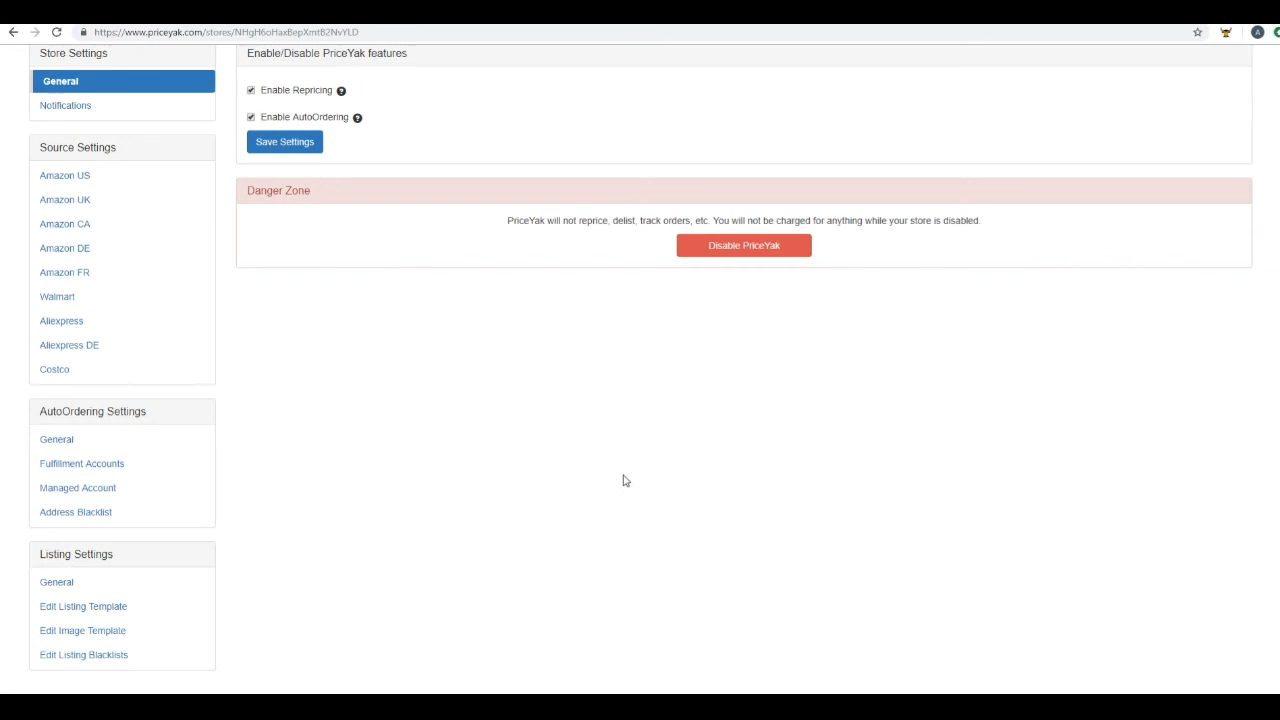 https://www.priceyak.com/stores/NHgH6oHaxBepXmtB2NvYLD
A
Store Settings
General
Notifications
Source Settings
Amazon US
Amazon UK
Amazon CA
Amazon DE
Amazon FR
Walmart
Aliexpress
Aliexpress DE
Costco
AutoOrdering Settings
General
Fulfillment Accounts
Managed Account
Address Blacklist
Listing Settings
General
Edit Listing Template
Edit Image Template
Edit Listing Blacklists
Enable/Disable PriceYak features
Enable Repricing ?
Enable AutoOrdering ?
Save Settings
Danger Zone
PriceYak will not reprice, delist, track orders, etc. You will not be charged for anything while your store is disabled.
Disable PriceYak